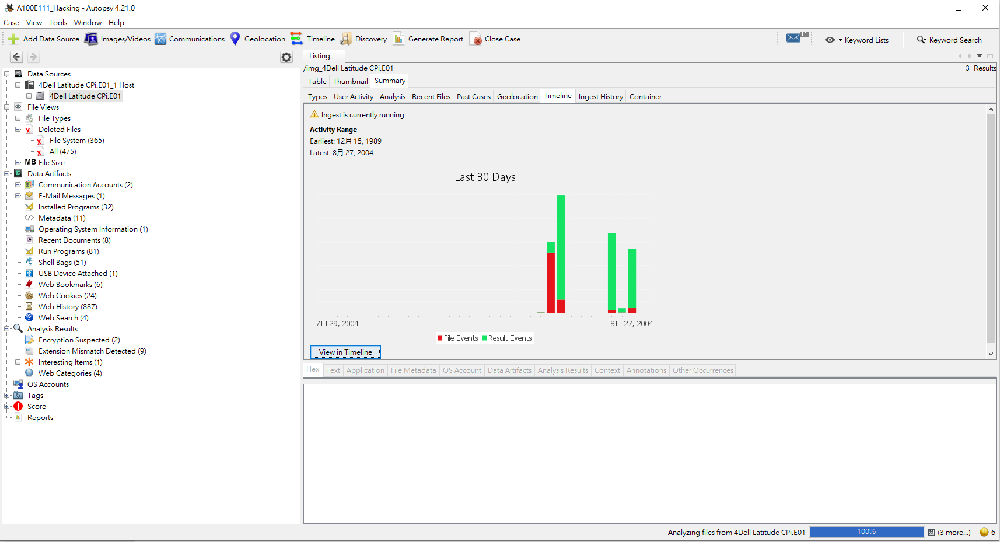 A100E111_Hacking - Autopsy 4.21.0
Case View Tools Window Help
Add Data Source Images/Videos Communications Geolocation Timeline Discovery Generate Report Close Case 13 Keyword Lists Keyword Search
Data Sources
4Dell Latitude CPi.E01_1 Host
4Dell Latitude CPi.E01
File Views
File Types
Deleted Files
File System (365)
All (475)
MB File Size
Data Artifacts
Communication Accounts (2)
E-Mail Messages (1)
Installed Programs (32)
Metadata (11)
Operating System Information (1)
Recent Documents (8)
Run Programs (81)
Shell Bags (51)
USB Device Attached (1)
Web Bookmarks (6)
Web Cookies (24)
Web History (887)
Web Search (4)
Analysis Results
Encryption Suspected (2)
Extension Mismatch Detected (9)
Interesting Items (1)
Web Categories (4)
OS Accounts
Tags
Score
Reports
Listing
/img_4Dell Latitude CPi.E01
3 Results
Table Thumbnail Summary
Types User Activity Analysis Recent Files Past Cases Geolocation Timeline Ingest History Container
Ingest is currently running.
Activity Range
Earliest: 12月 15, 1989
Latest: 8月 27, 2004
Last 30 Days
7□ 29, 2004 8□ 27, 2004
File Events Result Events
View in Timeline
Hex Text Application File Metadata OS Account Data Artifacts Analysis Results Context Annotations Other Occurrences
Analyzing files from 4Dell Latitude CPi.E01 100% (3 more...) 6